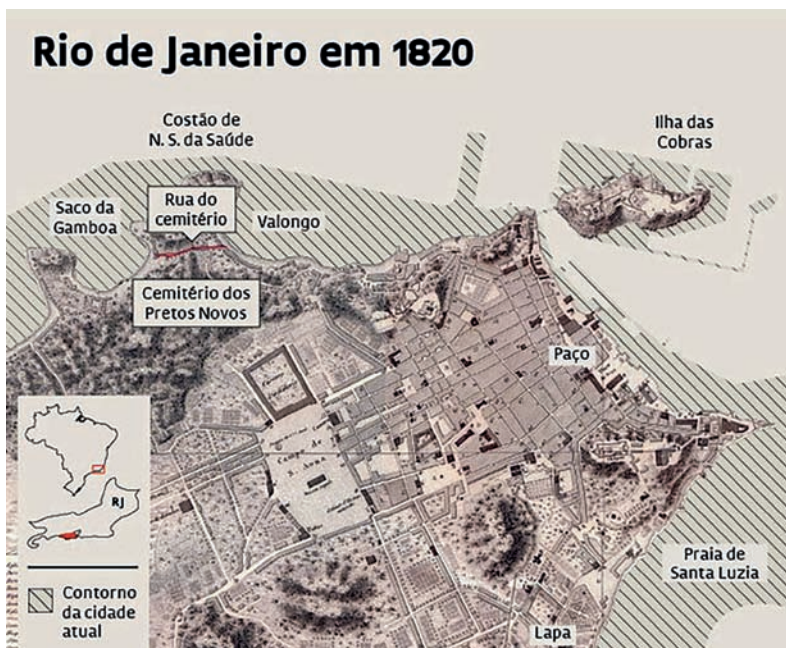 Rio de Janeiro em 1820
Costão de
N. S. da Saúde
Ilha das
Cobras
Saco da
Gamboa
Rua do
cemitério
Valongo
Cemitério dos
Pretos Novos
Paço
RJ
Praia de
Santa Luzia
Contorno
da cidade
atual
Lapa